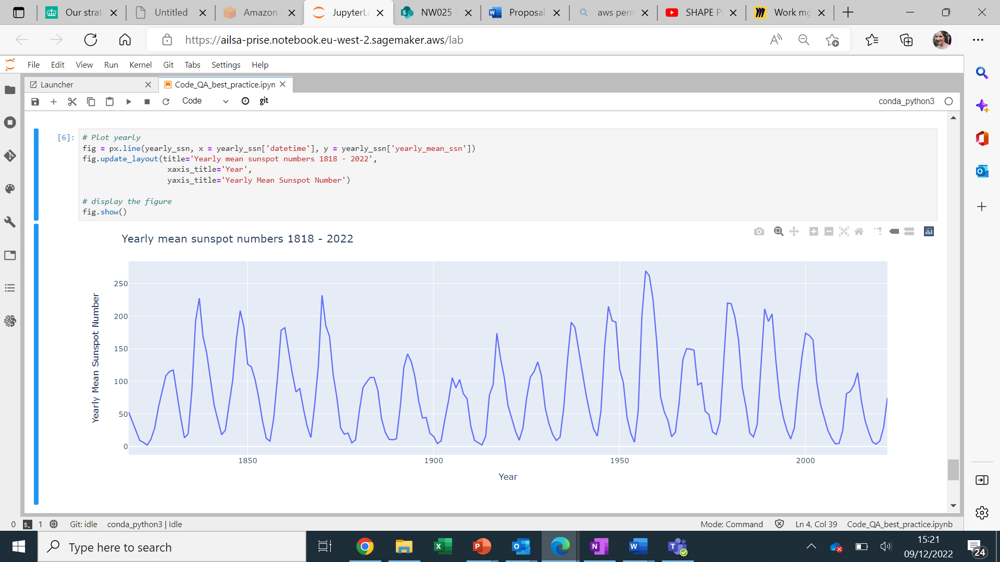 Our strat
Untitled
Amazon
JupyterLa
NW025 -
Proposal
aws perm
SHAPE P
Work mg
https://ailsa-prise.notebook.eu-west-2.sagemaker.aws/lab
File Edit View Run Kernel Git Tabs Settings Help
Launcher
Code_QA_best_practice.ipyn
Code
git
conda_python3
[6]:
# Plot yearly
fig = px.line(yearly_ssn, x = yearly_ssn['datetime'], y = yearly_ssn['yearly_mean_ssn'])
fig.update_layout(title='Yearly mean sunspot numbers 1818 - 2022',
xaxis_title='Year',
yaxis_title='Yearly Mean Sunspot Number')
# display the figure
fig.show()
Yearly mean sunspot numbers 1818 - 2022
Yearly Mean Sunspot Number
250
200
150
100
50
0
1850 1900 1950 2000
Year
0 $_ 1 Git: idle conda_python3 | Idle
Mode: Command Ln 4, Col 39 Code_QA_best_practice.ipynb
Type here to search
15:21
09/12/2022
24